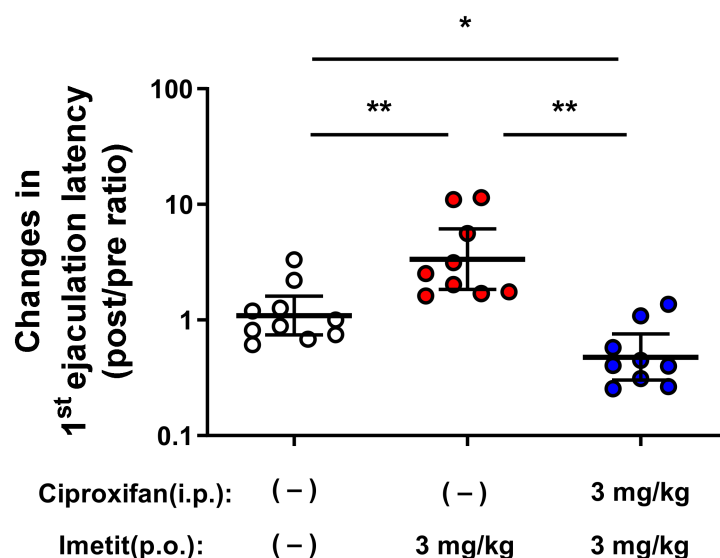 *
** **
100
10
1
0.1
Changes in
1st ejaculation latency
(post/pre ratio)
Ciproxifan(i.p.): (–) (–) 3 mg/kg
Imetit(p.o.): (–) 3 mg/kg 3 mg/kg